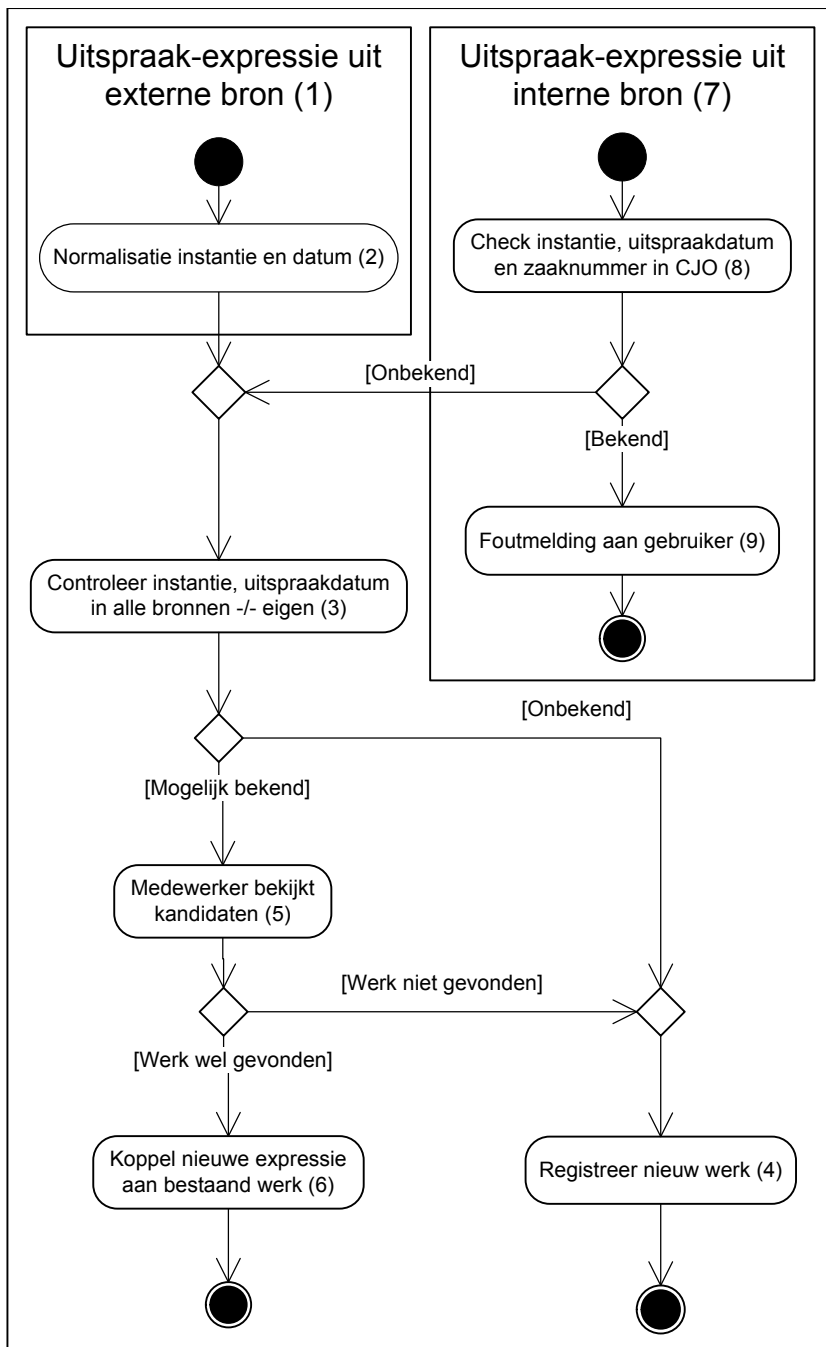 Uitspraak-expressie uit
externe bron (1)
Uitspraak-expressie uit
interne bron (7)
Normalisatie instantie en datum (2)
Check instantie, uitspraakdatum
en zaaknummer in CJO (8)
[Onbekend]
[Bekend]
Foutmelding aan gebruiker (9)
Controleer instantie, uitspraakdatum
in alle bronnen -/- eigen (3)
[Onbekend]
[Mogelijk bekend]
Medewerker bekijkt
kandidaten (5)
[Werk niet gevonden]
[Werk wel gevonden]
Koppel nieuwe expressie
aan bestaand werk (6)
Registreer nieuw werk (4)